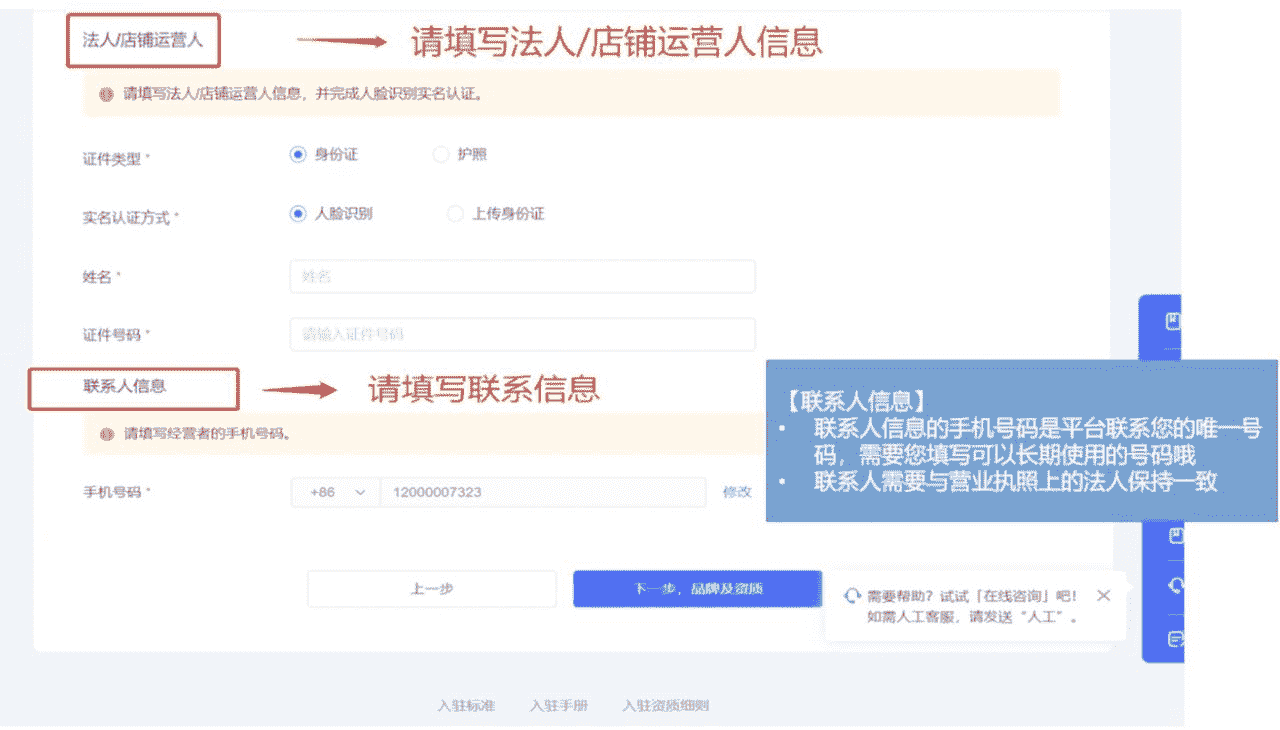 法人/店铺运营人
请填写法人/店铺运营人信息
请填写法人/店铺运营人信息，并完成人脸识别实名认证。
证件类型 *
身份证
护照
实名认证方式 *
人脸识别
上传身份证
姓名 *
姓名
证件号码 *
请输入证件号码
联系人信息
请填写联系信息
请填写经营者的手机号码。
手机号码 *
+86
12000007323
修改
【联系人信息】
• 联系人信息的手机号码是平台联系您的唯一号
码，需要您填写可以长期使用的号码哦
• 联系人需要与营业执照上的法人保持一致
上一步
下一步，品牌及资质
需要帮助？试试「在线咨询」吧！
如需人工客服，请发送“人工”。
入驻标准
入驻手册
入驻资质细则